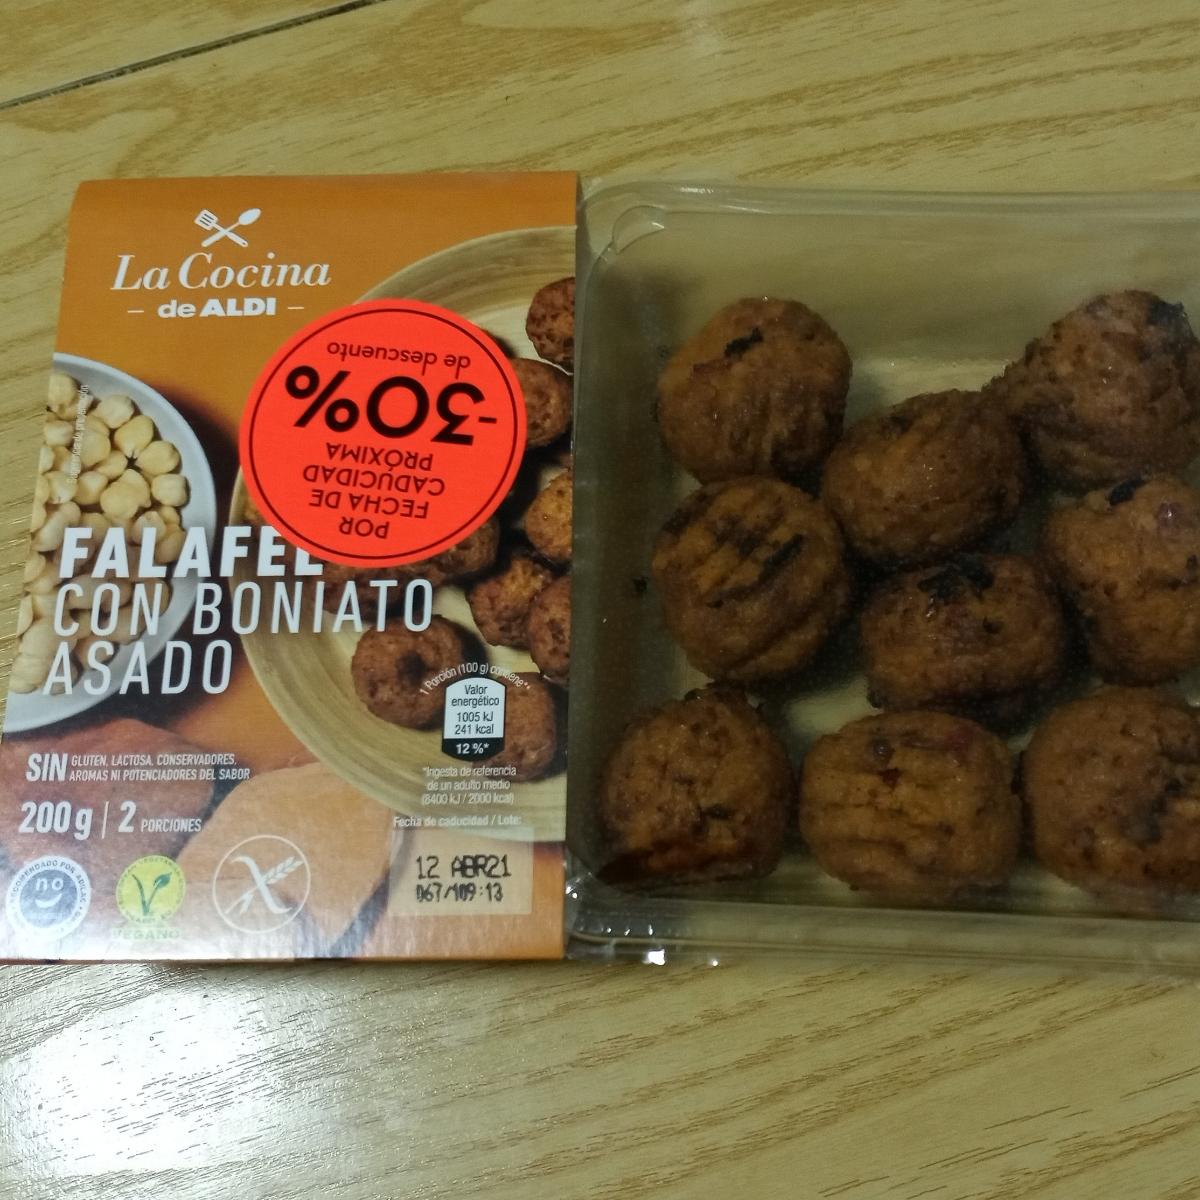 La Cocina
– de ALDI –
-30%
de descuento
POR
FECHA DE
CADUCIDAD
PRÓXIMA
FALAFEL
CON BONIATO
ASADO
1 Porción (100 g) contiene*:
Valor
energético
1005 kJ
241 kcal
12 %*
*Ingesta de referencia
de un adulto medio
(8400 kJ / 2000 kcal)
SIN GLUTEN, LACTOSA, CONSERVADORES,
AROMAS NI POTENCIADORES DEL SABOR
200 g | 2 PORCIONES
Fecha de caducidad / Lote:
12 ABR21
067/109:13
no
VEGANO